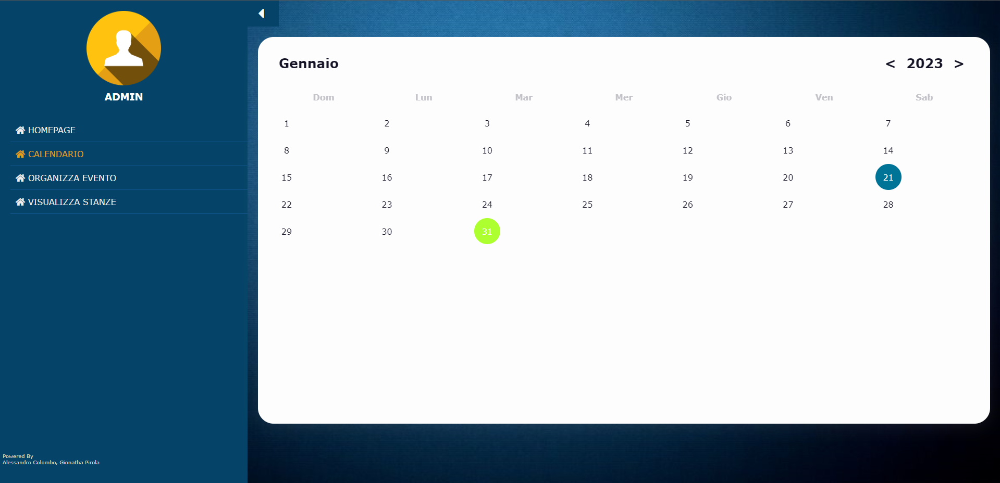 ADMIN
HOMEPAGE
CALENDARIO
ORGANIZZA EVENTO
VISUALIZZA STANZE
Powered By
Alessandro Colombo, Gionatha Pirola
Gennaio < 2023 >
Dom Lun Mar Mer Gio Ven Sab
1 2 3 4 5 6 7
8 9 10 11 12 13 14
15 16 17 18 19 20 21
22 23 24 25 26 27 28
29 30 31